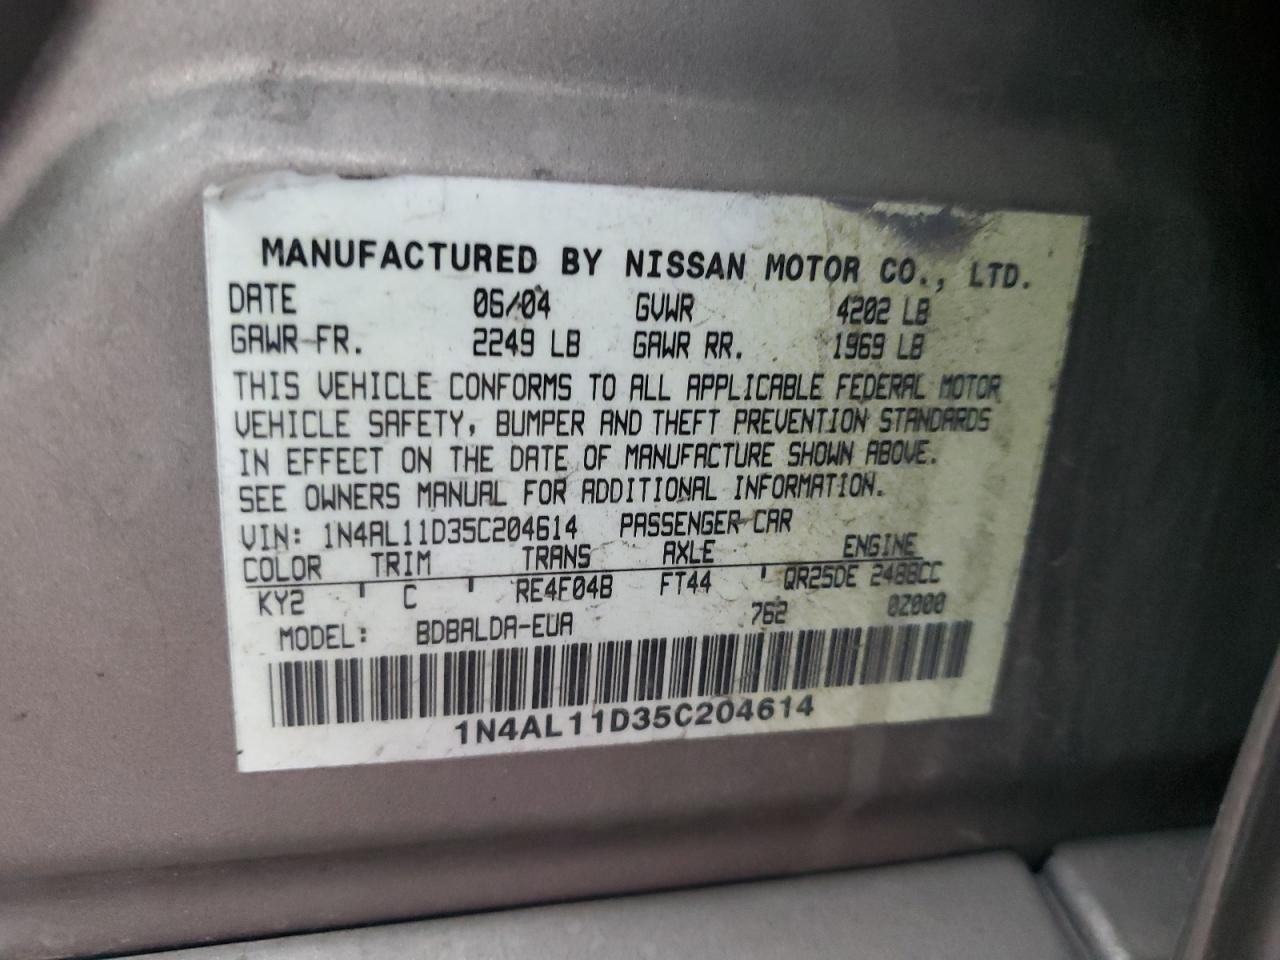 MANUFACTURED BY NISSAN MOTOR CO., LTD.
DATE 06/04 GVWR 4202 LB
GAWR FR. 2249 LB GAWR RR. 1969 LB
THIS VEHICLE CONFORMS TO ALL APPLICABLE FEDERAL MOTOR
VEHICLE SAFETY, BUMPER AND THEFT PREVENTION STANDARDS
IN EFFECT ON THE DATE OF MANUFACTURE SHOWN ABOVE.
SEE OWNERS MANUAL FOR ADDITIONAL INFORMATION.
VIN: 1N4AL11D35C204614 PASSENGER CAR
COLOR TRIM TRANS AXLE ENGINE
KY2 C RE4F04B FT44 QR25DE 2488CC
MODEL: BDBALDA-EUA 762 0Z000
1N4AL11D35C204614